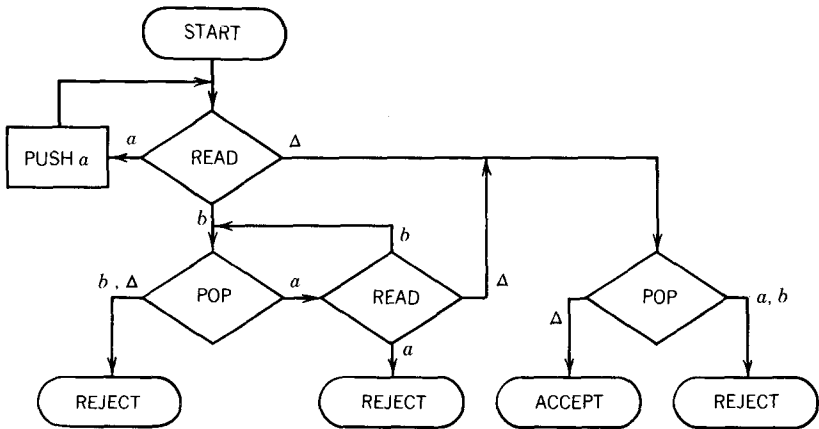 START
PUSH a
a
READ
Δ
b
b
b , Δ
POP
a
READ
Δ
Δ
POP
a, b
a
REJECT
REJECT
ACCEPT
REJECT